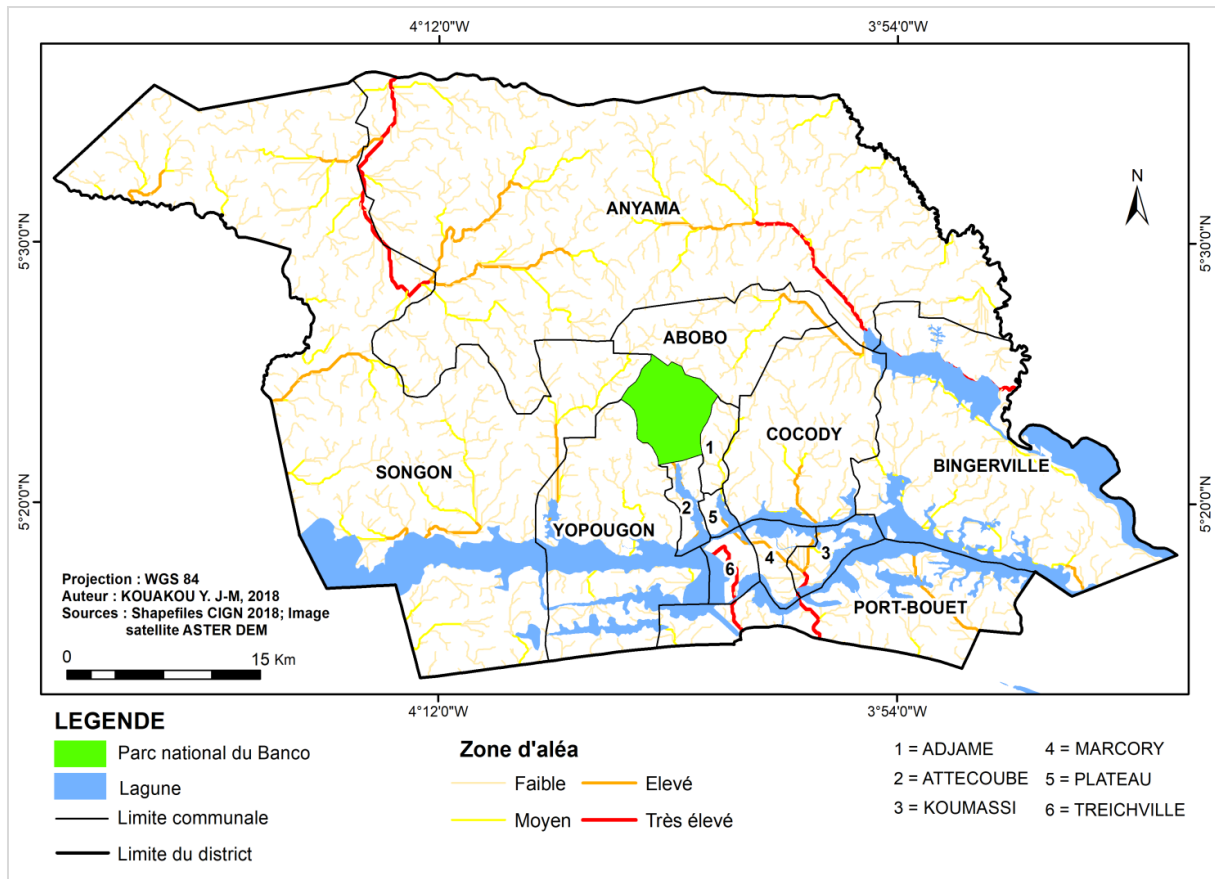 4°12'0"W
3°54'0"W
N
ANYAMA
5°30'0"N
5°30'0"N
ABOBO
1
COCODY
SONGON
BINGERVILLE
5°20'0"N
5°20'0"N
2
5
YOPOUGON
3
4
6
Projection : WGS 84
Auteur : KOUAKOU Y. J-M, 2018
Sources : Shapefiles CIGN 2018; Image
satellite ASTER DEM
PORT-BOUET
0 15 Km
4°12'0"W
3°54'0"W
LEGENDE
Parc national du Banco
Lagune
Limite communale
Limite du district
Zone d'aléa
Faible
Elevé
Moyen
Très élevé
1 = ADJAME
4 = MARCORY
2 = ATTECOUBE
5 = PLATEAU
3 = KOUMASSI
6 = TREICHVILLE